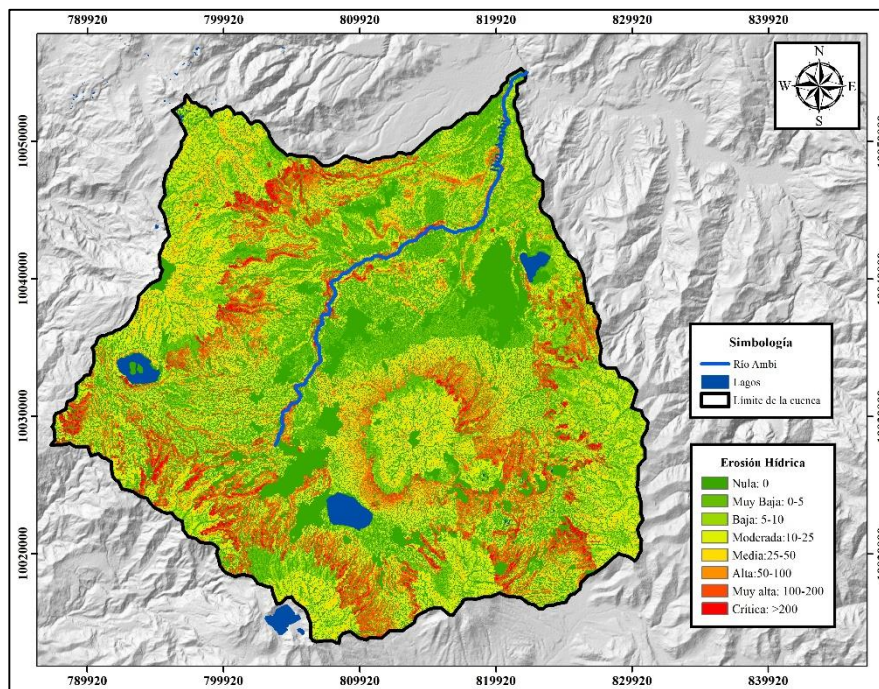 789920 799920 809920 819920 829920 839920
N
W E
S
10050000
10040000
10030000
10020000
Simbología
Río Ambi
Lagos
Límite de la cuenca
Erosión Hídrica
Nula: 0
Muy Baja: 0-5
Baja: 5-10
Moderada:10-25
Media:25-50
Alta:50-100
Muy alta: 100-200
Crítica: >200
789920 799920 809920 819920 829920 839920